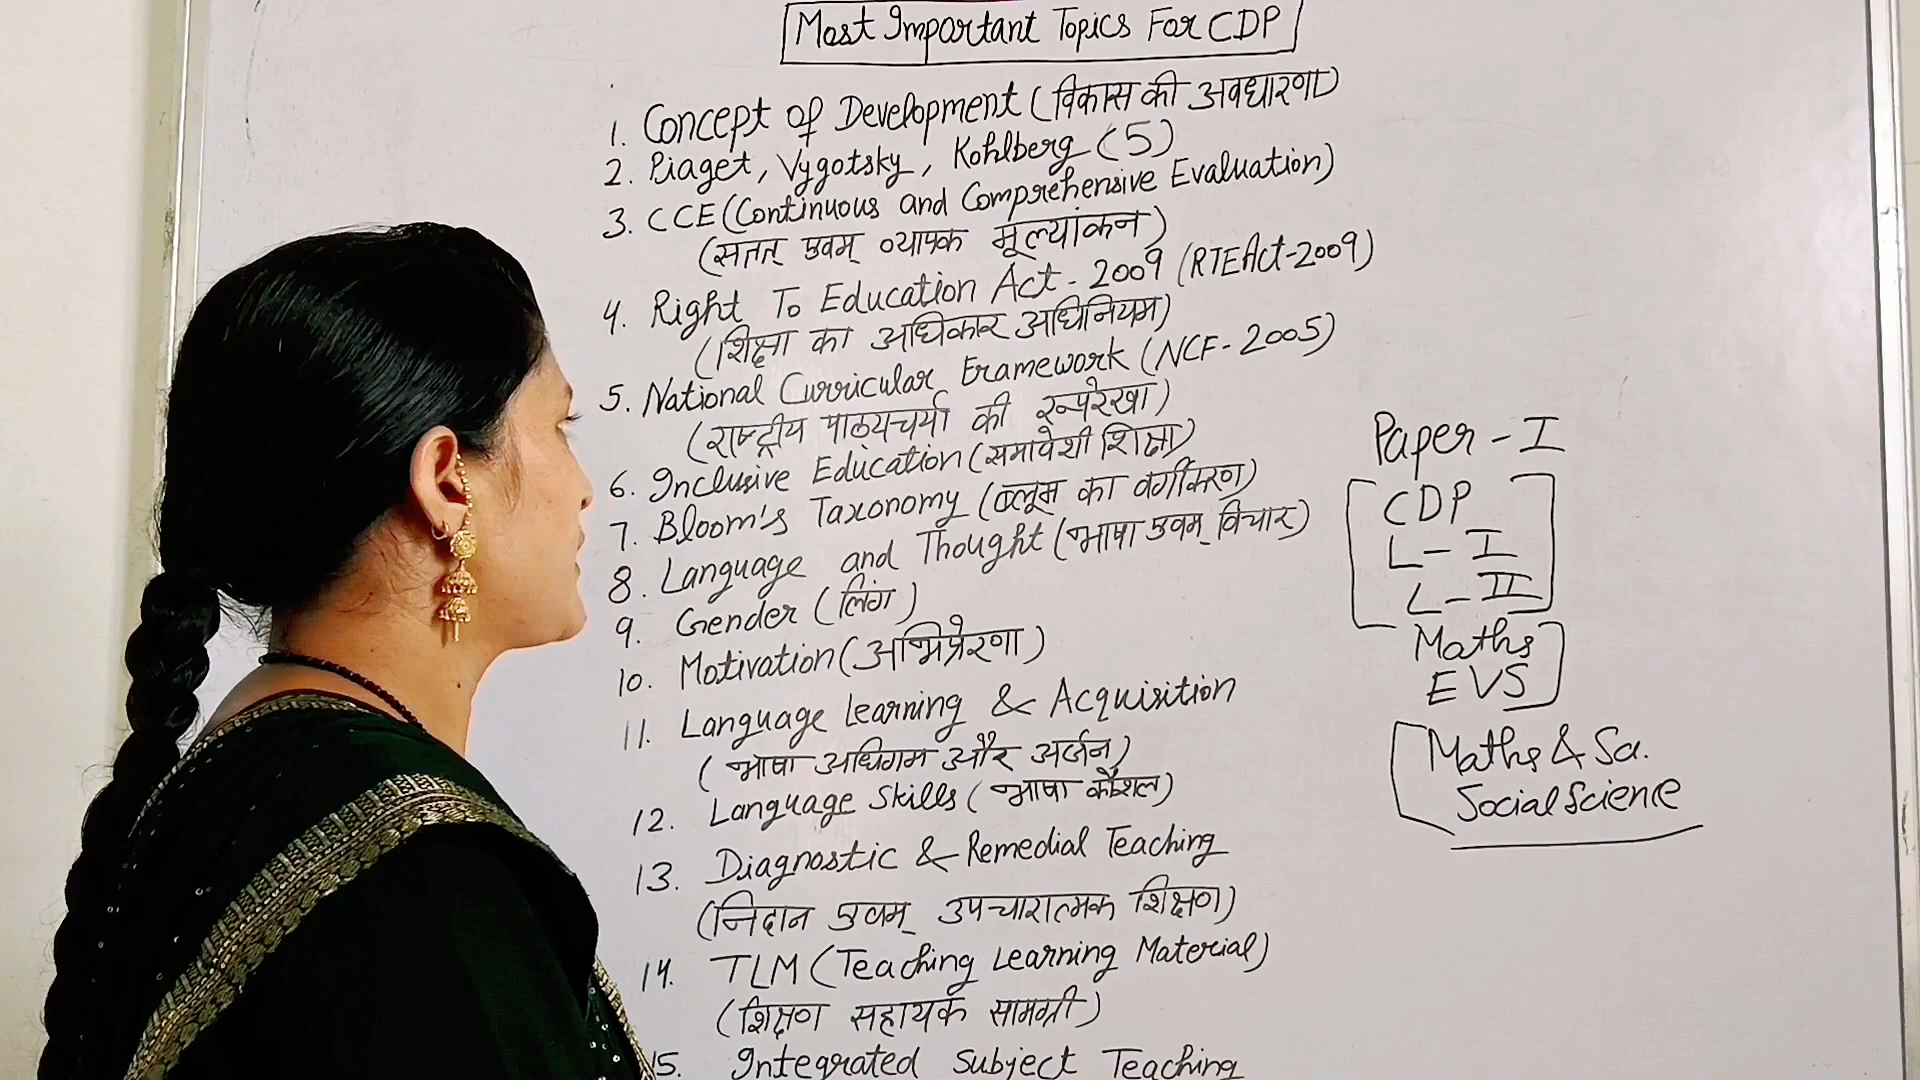 Most Important Topics For CDP
1. Concept of Development (विकास की अवधारणा)
2. Piaget, Vygotsky, Kohlberg (5)
3. CCE (Continuous and Comprehensive Evaluation)
(सतत् एवम् व्यापक मूल्यांकन)
4. Right To Education Act - 2009 (RTE Act-2009)
(शिक्षा का अधिकार अधिनियम)
5. National Curricular Framework (NCF-2005)
(राष्ट्रीय पाठ्यचर्या की रूपरेखा)
6. Inclusive Education (समावेशी शिक्षा)
7. Bloom's Taxonomy (ब्लूम का वर्गीकरण)
8. Language and Thought (भाषा एवम् विचार)
9. Gender (लिंग)
10. Motivation (अभिप्रेरणा)
11. Language Learning & Acquisition
(भाषा अधिगम और अर्जन)
12. Language Skills (भाषा कौशल)
13. Diagnostic & Remedial Teaching
(निदान एवम् उपचारात्मक शिक्षण)
14. TLM (Teaching Learning Material)
(शिक्षण सहायक सामग्री)
15. Integrated Subject Teaching
Paper - I
CDP
L - I
L - II
Maths
EVS
Maths & Sci.
Social Science